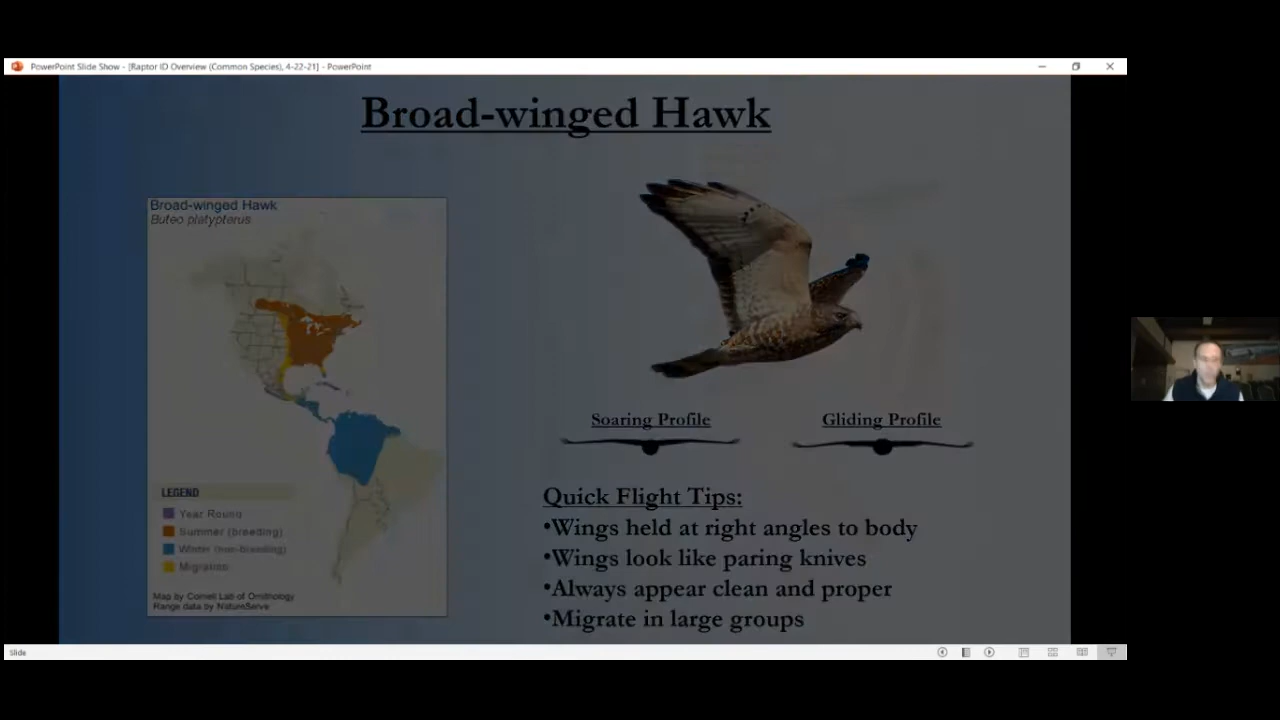 PowerPoint Slide Show - [Raptor ID Overview (Common Species), 4-22-21] - PowerPoint
Broad-winged Hawk
Broad-winged Hawk
Buteo platypterus
LEGEND
Year Round
Summer (breeding)
Winter (non-breeding)
Migration
Map by Cornell Lab of Ornithology
Range data by NatureServe
Soaring Profile
Gliding Profile
Quick Flight Tips:
•Wings held at right angles to body
•Wings look like paring knives
•Always appear clean and proper
•Migrate in large groups
Slide